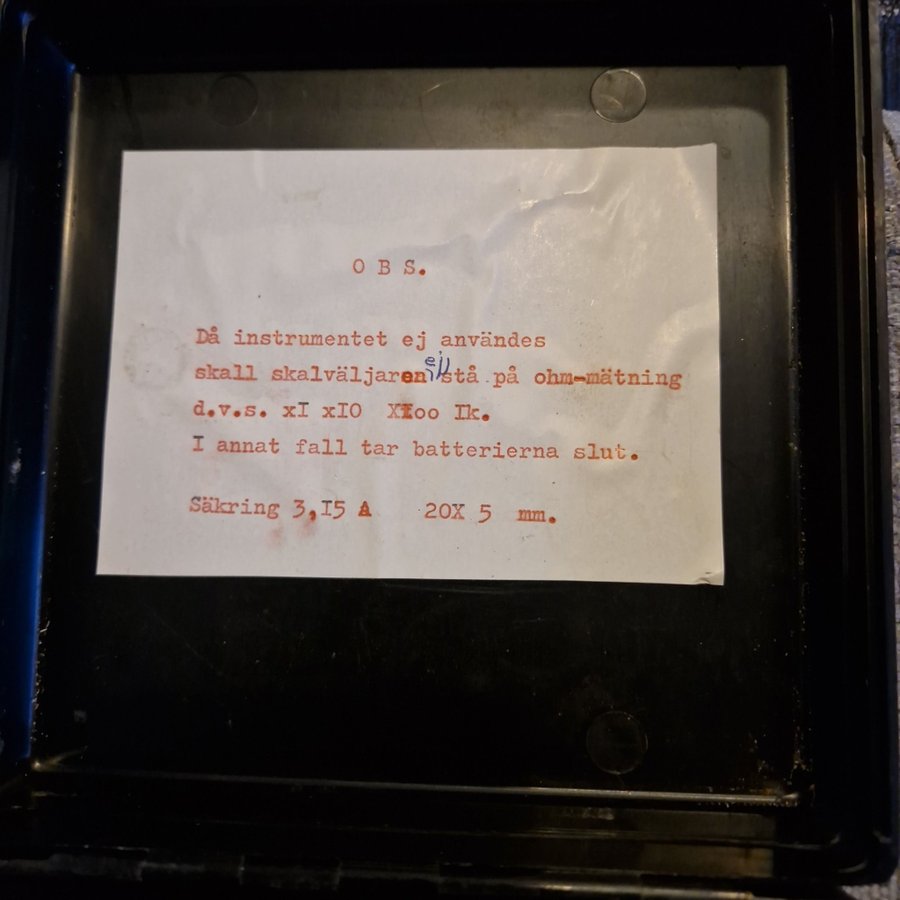 O B S.
Då instrumentet ej användes
skall skalväljaren ej stå på ohm-mätning
d.v.s. xI xIO XIoo Ik.
I annat fall tar batterierna slut.
Säkring 3,I5 A 2OX 5 mm.